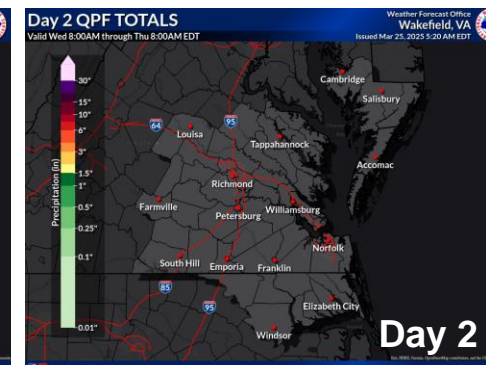 Day 2 QPF TOTALS
Valid Wed 8:00AM through Thu 8:00AM EDT
Weather Forecast Office
Wakefield, VA
Issued Mar 25, 2025 5:20 AM EDT
Precipitation (in)
30"
15"
10"
6"
3"
1.5"
1"
0.5"
0.25"
0.1"
0.01"
Cambridge
Salisbury
64
95
Louisa
Tappahannock
Accomac
Richmond
Farmville
Petersburg
Williamsburg
Norfolk
South Hill
Emporia
Franklin
85
95
Elizabeth City
Windsor
Day 2